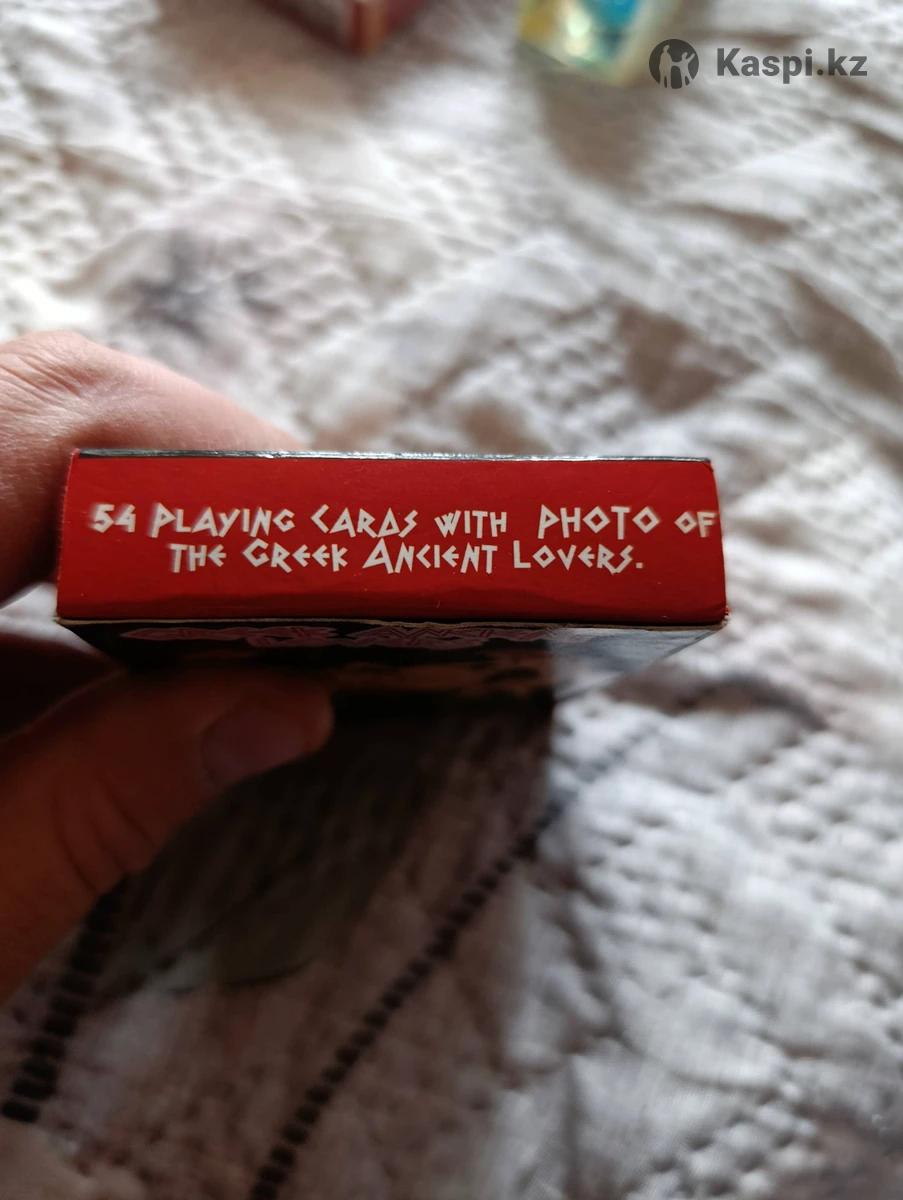 Kaspi.kz
54 PLAYING CARDS WITH PHOTO OF
THE GREEK ANCIENT LOVERS.